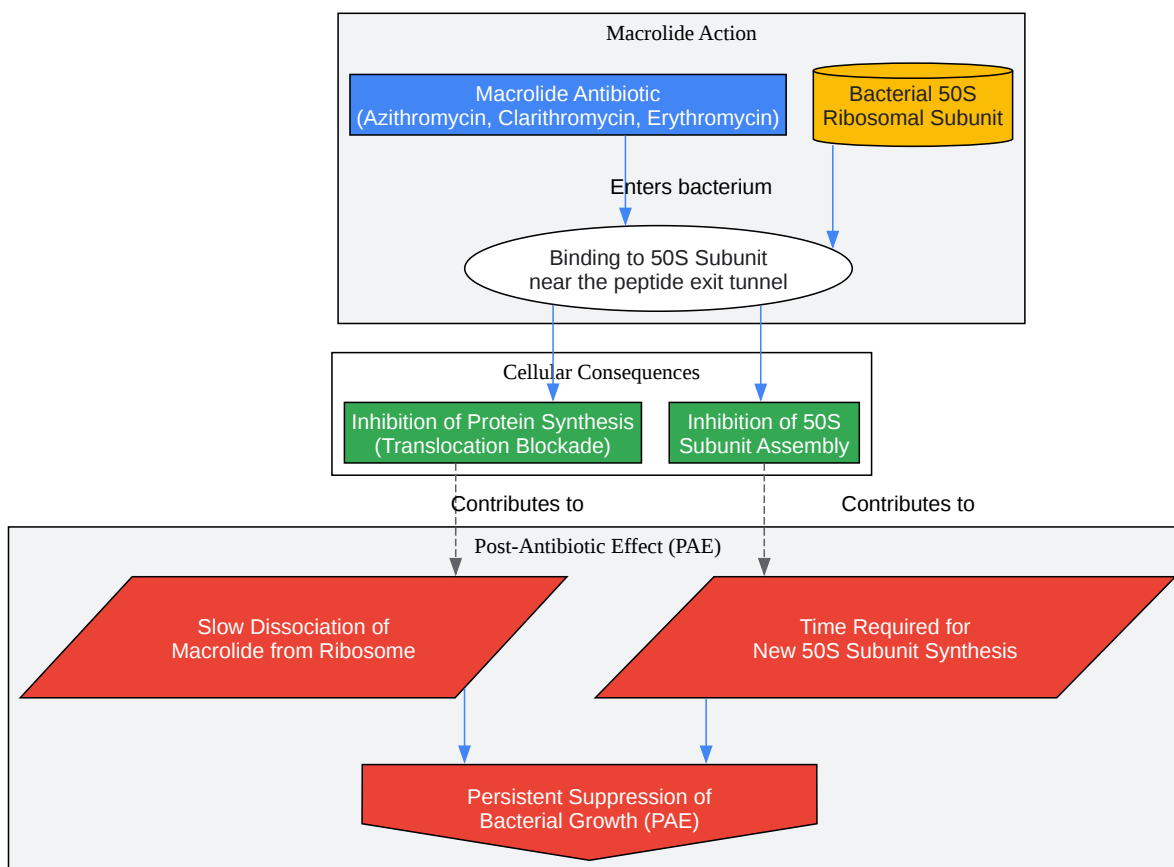 Macrolide Action
Macrolide Antibiotic
(Azithromycin, Clarithromycin, Erythromycin)
Bacterial 50S
Ribosomal Subunit
Enters bacterium
Binding to 50S Subunit
near the peptide exit tunnel
Cellular Consequences
Inhibition of Protein Synthesis
(Translocation Blockade)
Inhibition of 50S
Subunit Assembly
Contributes to
Contributes to
Post-Antibiotic Effect (PAE)
Slow Dissociation of
Macrolide from Ribosome
Time Required for
New 50S Subunit Synthesis
Persistent Suppression of
Bacterial Growth (PAE)